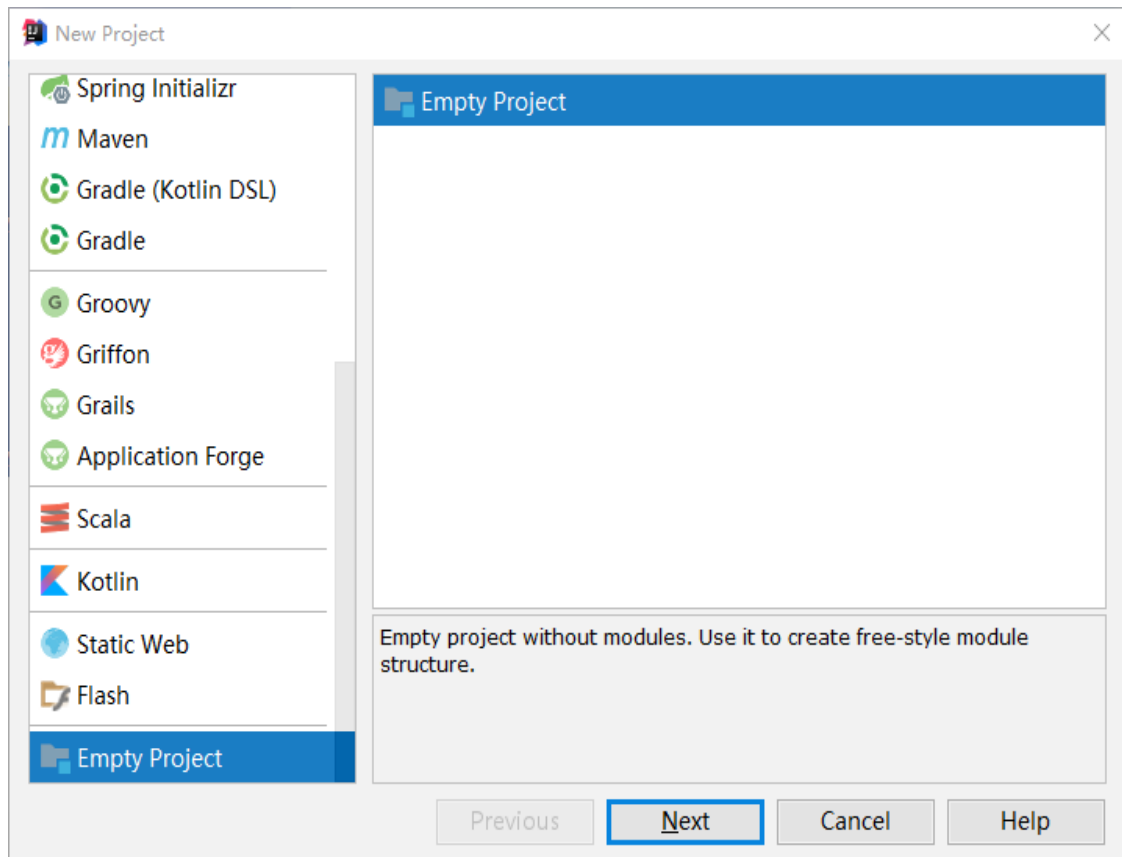 New Project
Spring Initializr
Maven
Gradle (Kotlin DSL)
Gradle
Groovy
Griffon
Grails
Application Forge
Scala
Kotlin
Static Web
Flash
Empty Project
Empty Project
Empty project without modules. Use it to create free-style module
structure.
Previous
Next
Cancel
Help